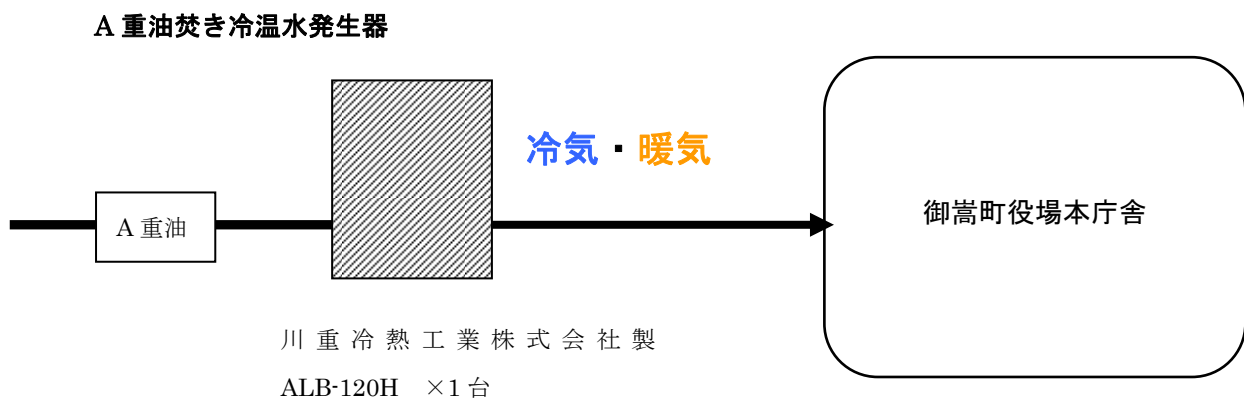 A 重油焚き冷温水発生器
冷気・暖気
A 重油
御嵩町役場本庁舎
川重冷熱工業株式会社製
ALB-120H　×1 台